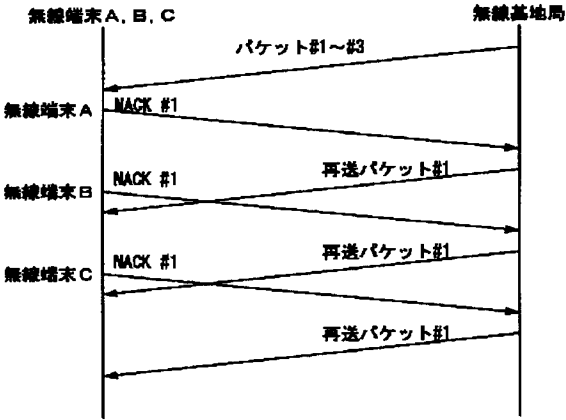 無線端末A, B, C
無線基地局
パケット#1～#3
無線端末A
NACK #1
再送パケット#1
無線端末B
NACK #1
再送パケット#1
無線端末C
NACK #1
再送パケット#1